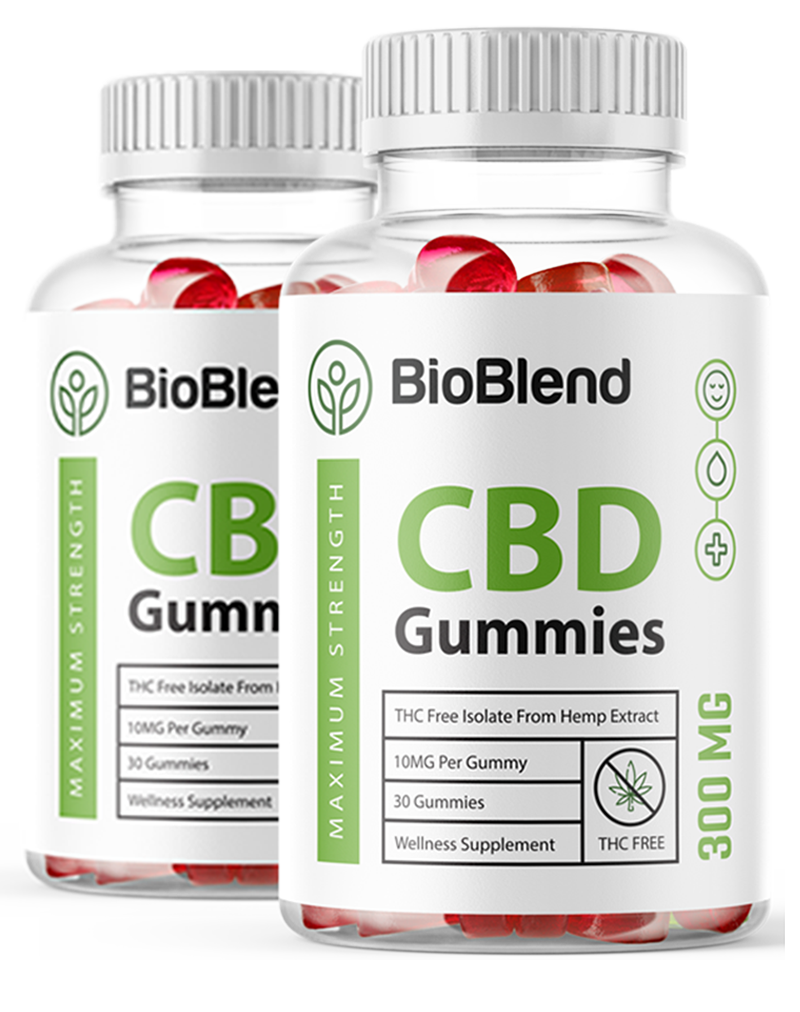 BioBle
CB
Gumm
MAXIMUM STRENGTH
THC Free Isolate From
10MG Per Gummy
30 Gummies
Wellness Supplement
BioBlend
CBD
Gummies
MAXIMUM STRENGTH
THC Free Isolate From Hemp Extract
10MG Per Gummy
30 Gummies
Wellness Supplement
THC FREE
300 MG